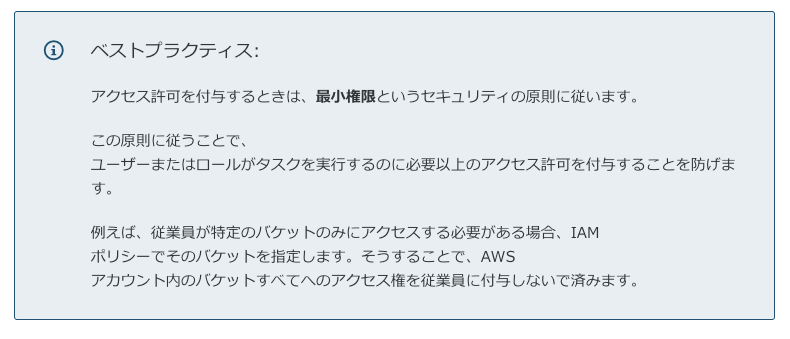 ベストプラクティス:
アクセス許可を付与するときは、最小権限というセキュリティの原則に従います。
この原則に従うことで、
ユーザーまたはロールがタスクを実行するのに必要以上のアクセス許可を付与することを防げま
す。
例えば、従業員が特定のバケットのみにアクセスする必要がある場合、IAM
ポリシーでそのバケットを指定します。そうすることで、AWS
アカウント内のバケットすべてへのアクセス権を従業員に付与しないで済みます。